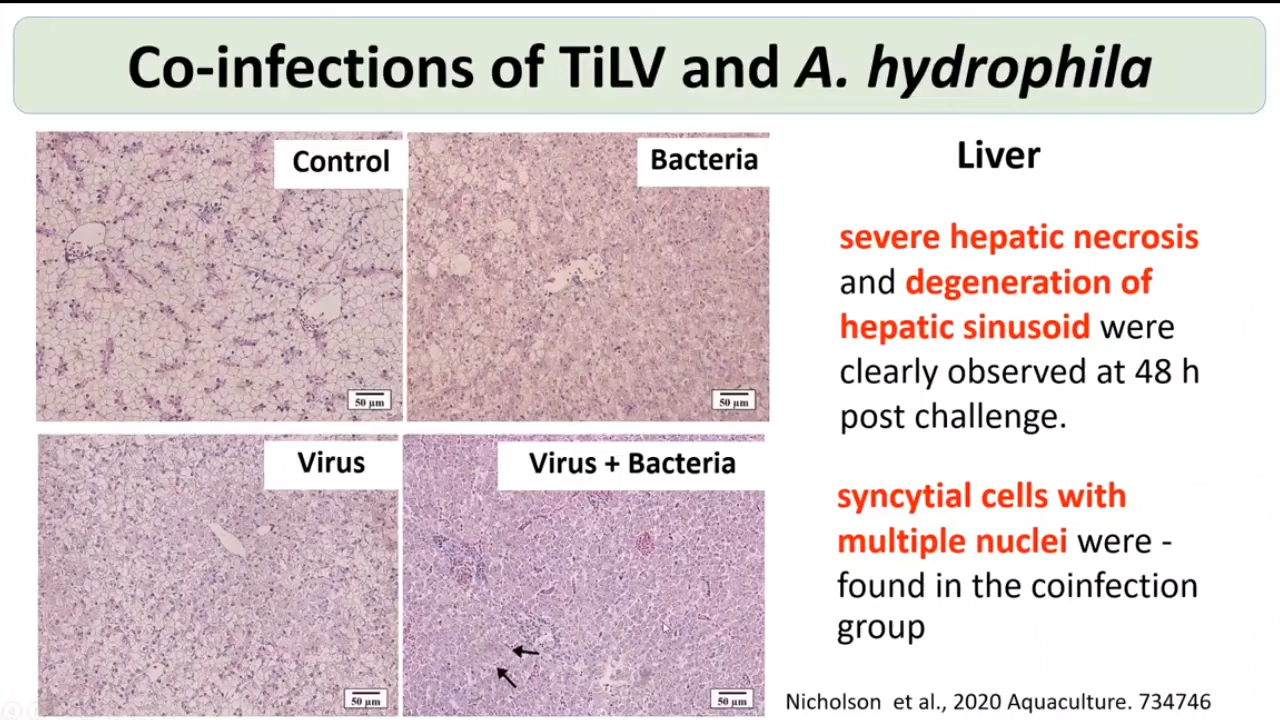 Co-infections of TiLV and A. hydrophila
Control
50 µm
Bacteria
50 µm
Virus
50 µm
Virus + Bacteria
50 µm
Liver
severe hepatic necrosis
and degeneration of
hepatic sinusoid were
clearly observed at 48 h
post challenge.
syncytial cells with
multiple nuclei were -
found in the coinfection
group
Nicholson et al., 2020 Aquaculture. 734746